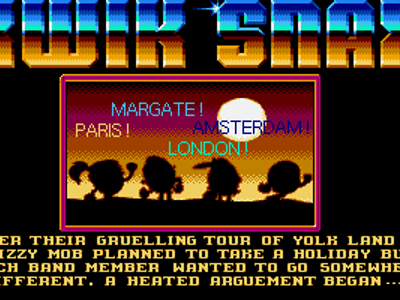 KWIK SNAX
MARGATE!
PARIS!
AMSTERDAM!
LONDON!
ER THEIR GRUELLING TOUR OF YOLK LAND
IZZY MOB PLANNED TO TAKE A HOLIDAY BU
CH BAND MEMBER WANTED TO GO SOMEWHE
IFFERENT. A HEATED ARGUEMENT BEGAN --